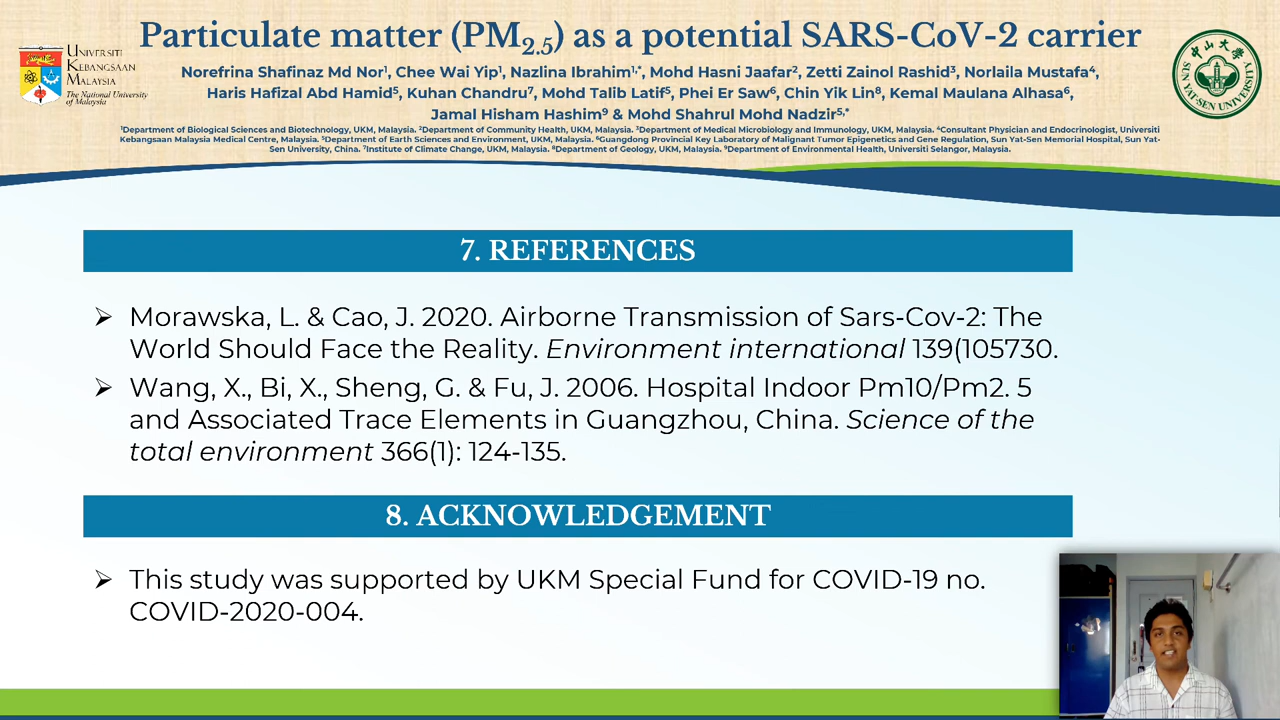 Particulate matter (PM2.5) as a potential SARS-CoV-2 carrier
UNIVERSITI
KEBANGSAAN
MALAYSIA
The National University
of Malaysia
Norefrina Shafinaz Md Nor¹, Chee Wai Yip¹, Nazlina Ibrahim¹,*, Mohd Hasni Jaafar², Zetti Zainol Rashid³, Norlaila Mustafa⁴,
Haris Hafizal Abd Hamid⁵, Kuhan Chandru⁷, Mohd Talib Latif⁵, Phei Er Saw⁶, Chin Yik Lin⁸, Kemal Maulana Alhasa⁶,
Jamal Hisham Hashim⁹ & Mohd Shahrul Mohd Nadzir⁵,*
¹Department of Biological Sciences and Biotechnology, UKM, Malaysia. ²Department of Community Health, UKM, Malaysia. ³Department of Medical Microbiology and Immunology, UKM, Malaysia. ⁴Consultant Physician and Endocrinologist, Universiti
Kebangsaan Malaysia Medical Centre, Malaysia. ⁵Department of Earth Sciences and Environment, UKM, Malaysia. ⁶Guangdong Provincial Key Laboratory of Malignant Tumor Epigenetics and Gene Regulation, Sun Yat-Sen Memorial Hospital, Sun Yat-
Sen University, China. ⁷Institute of Climate Change, UKM, Malaysia. ⁸Department of Geology, UKM, Malaysia. ⁹Department of Environmental Health, Universiti Selangor, Malaysia.
中山大學
SUN YAT-SEN UNIVERSITY
7. REFERENCES
➢ Morawska, L. & Cao, J. 2020. Airborne Transmission of Sars-Cov-2: The
World Should Face the Reality. Environment international 139(105730.
➢ Wang, X., Bi, X., Sheng, G. & Fu, J. 2006. Hospital Indoor Pm10/Pm2. 5
and Associated Trace Elements in Guangzhou, China. Science of the
total environment 366(1): 124-135.
8. ACKNOWLEDGEMENT
➢ This study was supported by UKM Special Fund for COVID-19 no.
COVID-2020-004.